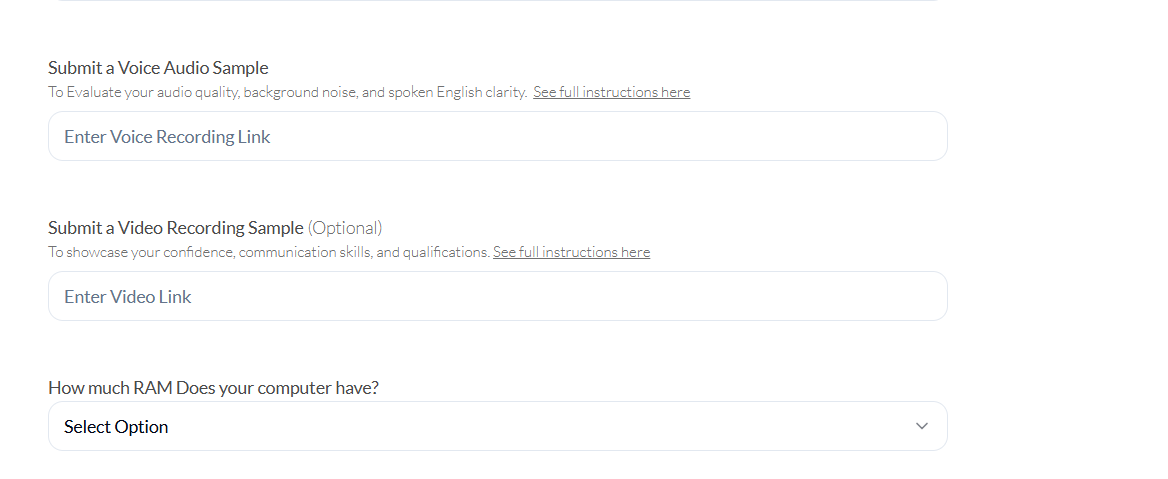 Submit a Voice Audio Sample
To Evaluate your audio quality, background noise, and spoken English clarity. See full instructions here
Enter Voice Recording Link
Submit a Video Recording Sample (Optional)
To showcase your confidence, communication skills, and qualifications. See full instructions here
Enter Video Link
How much RAM Does your computer have?
Select Option